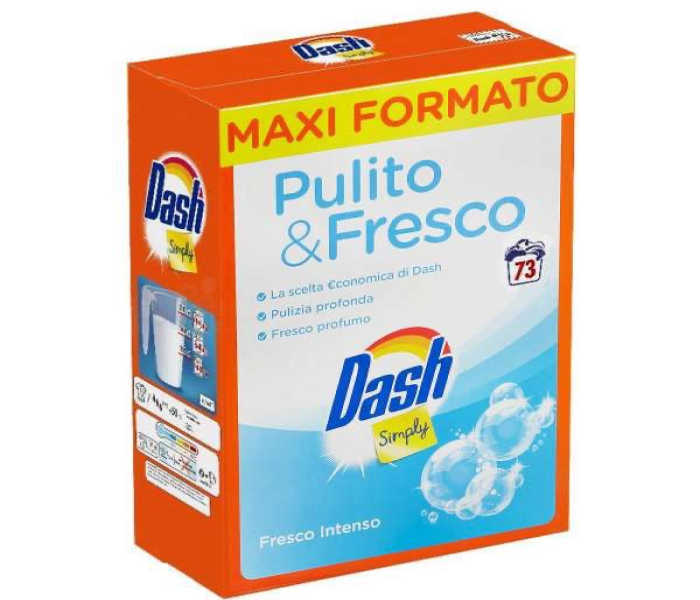 Dash
Simply
MAXI FORMATO
Pulito
&Fresco
73
La scelta €conomica di Dash
Pulizia profonda
Fresco profumo
Dash
Simply
Fresco Intenso
Dash
Simply